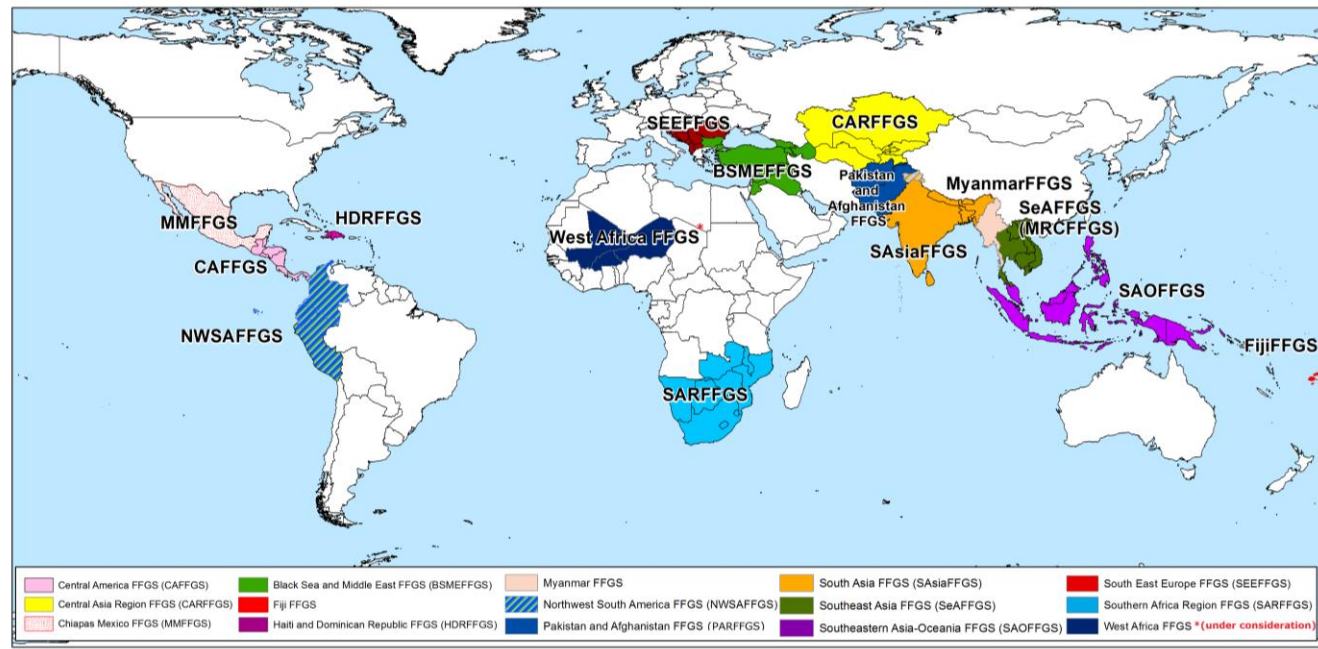 SEEFFGS
CARFFGS
BSMEFFGS
Pakistan
and
Afghanistan
FFGS
MyanmarFFGS
SeAFFGS
(MRCFFGS)
HDRFFGS
MMFFGS
West Africa FFGS
*
SAsiaFFGS
CAFFGS
SAOFFGS
NWSAFFGS
FijiFFGS
SARFFGS
Central America FFGS (CAFFGS)
Central Asia Region FFGS (CARFFGS)
Chiapas Mexico FFGS (MMFFGS)
Black Sea and Middle East FFGS (BSMEFFGS)
Fiji FFGS
Haiti and Dominican Republic FFGS (HDRFFGS)
Myanmar FFGS
Northwest South America FFGS (NWSAFFGS)
Pakistan and Afghanistan FFGS (PARFFGS)
South Asia FFGS (SAsiaFFGS)
Southeast Asia FFGS (SeAFFGS)
Southeastern Asia-Oceania FFGS (SAOFFGS)
South East Europe FFGS (SEEFFGS)
Southern Africa Region FFGS (SARFFGS)
West Africa FFGS *(under consideration)